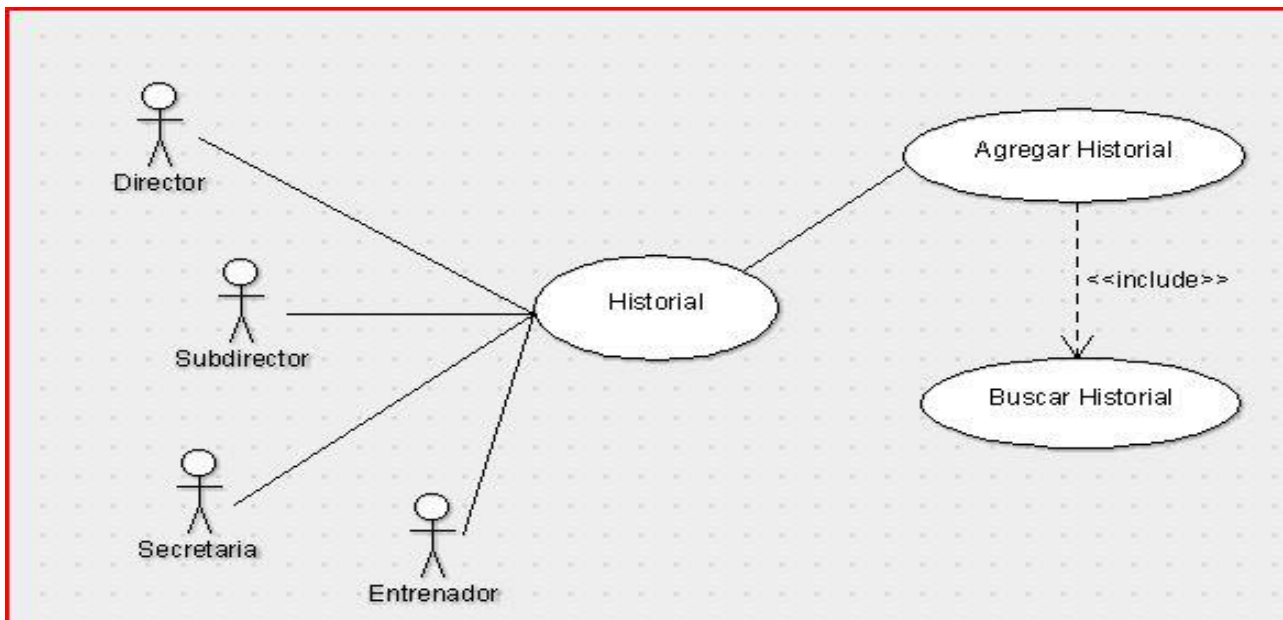 Director
Agregar Historial
Subdirector
Historial
<<include>>
Buscar Historial
Secretaria
Entrenador